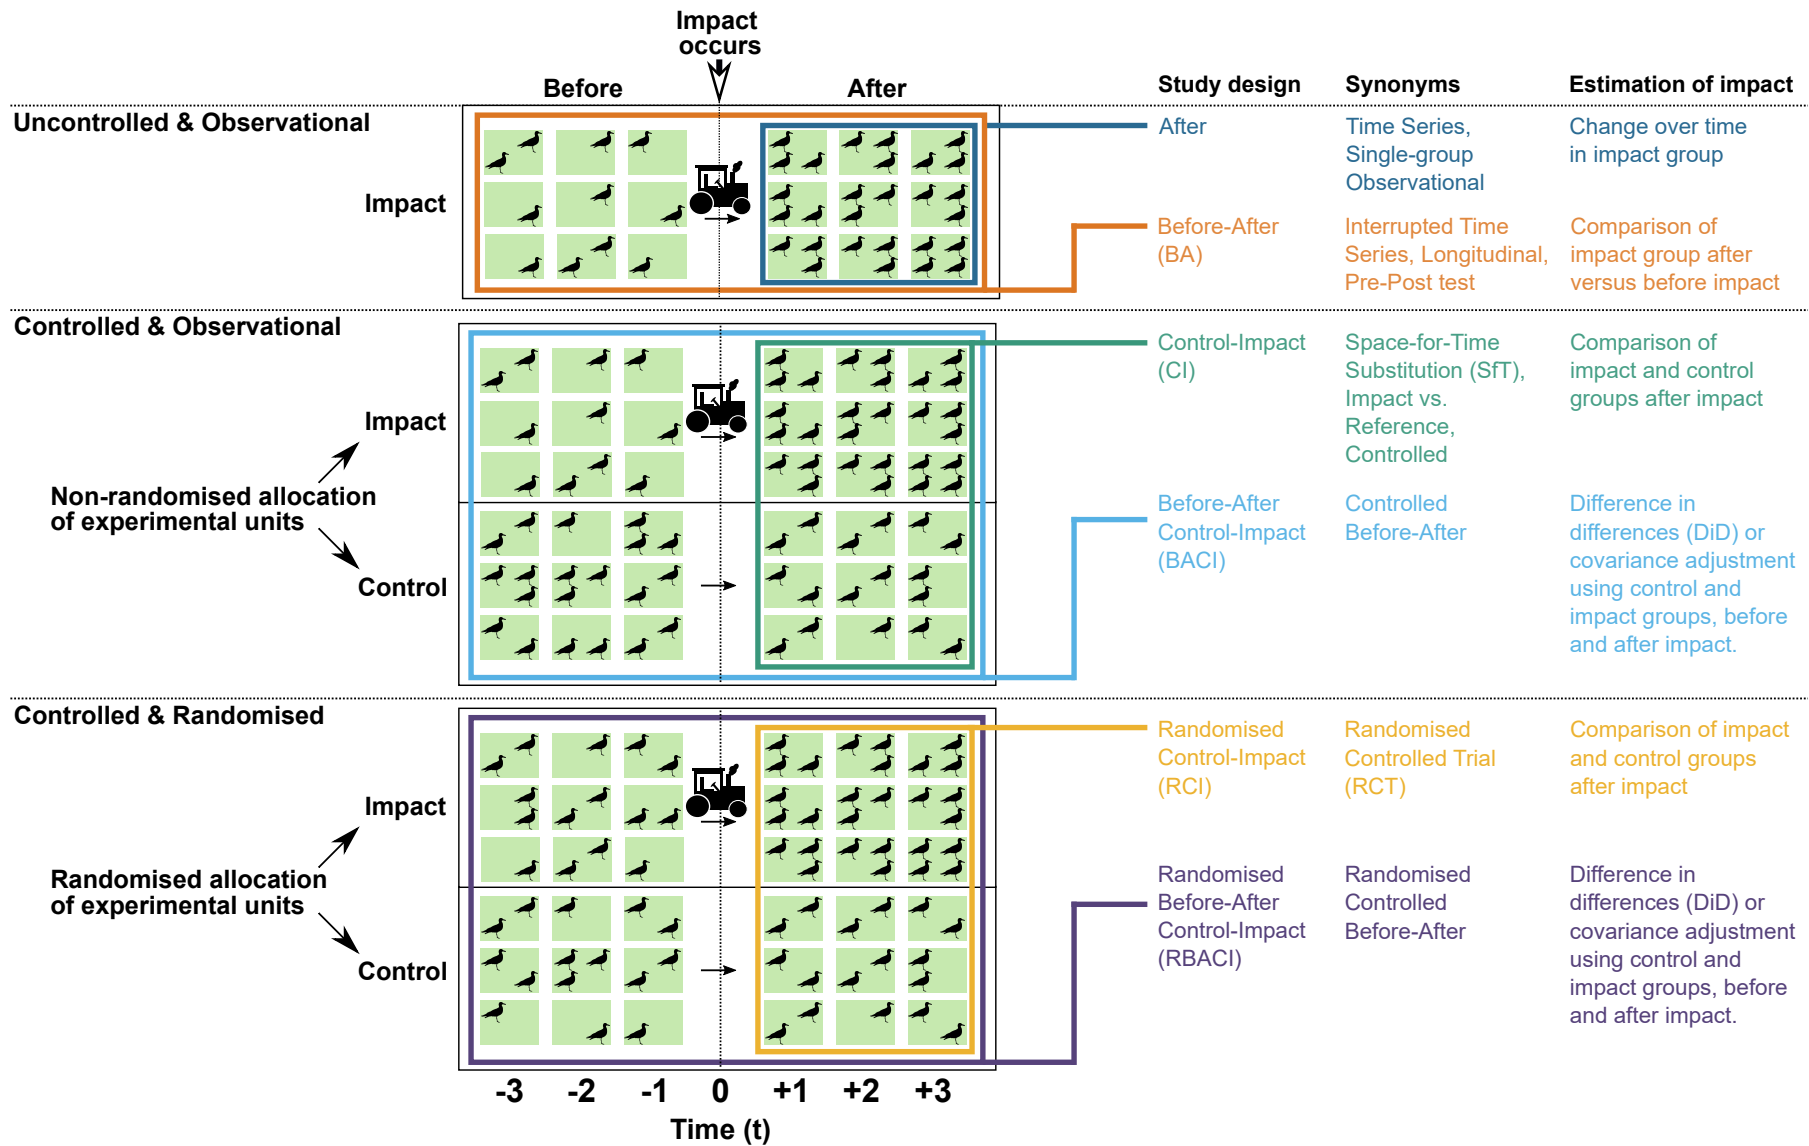 Impact
occurs
Before
After
Study design
Synonyms
Estimation of impact
Uncontrolled & Observational
Impact
After
Time Series,
Single-group
Observational
Change over time
in impact group
Before-After
(BA)
Interrupted Time
Series, Longitudinal,
Pre-Post test
Comparison of
impact group after
versus before impact
Controlled & Observational
Impact
Non-randomised allocation
of experimental units
Control
Control-Impact
(CI)
Space-for-Time
Substitution (SfT),
Impact vs.
Reference,
Controlled
Comparison of
impact and control
groups after impact
Before-After
Control-Impact
(BACI)
Controlled
Before-After
Difference in
differences (DiD) or
covariance adjustment
using control and
impact groups, before
and after impact.
Controlled & Randomised
Impact
Randomised allocation
of experimental units
Control
Randomised
Control-Impact
(RCI)
Randomised
Controlled Trial
(RCT)
Comparison of impact
and control groups
after impact
Randomised
Before-After
Control-Impact
(RBACI)
Randomised
Controlled
Before-After
Difference in
differences (DiD) or
covariance adjustment
using control and
impact groups, before
and after impact.
-3 -2 -1 0 +1 +2 +3
Time (t)